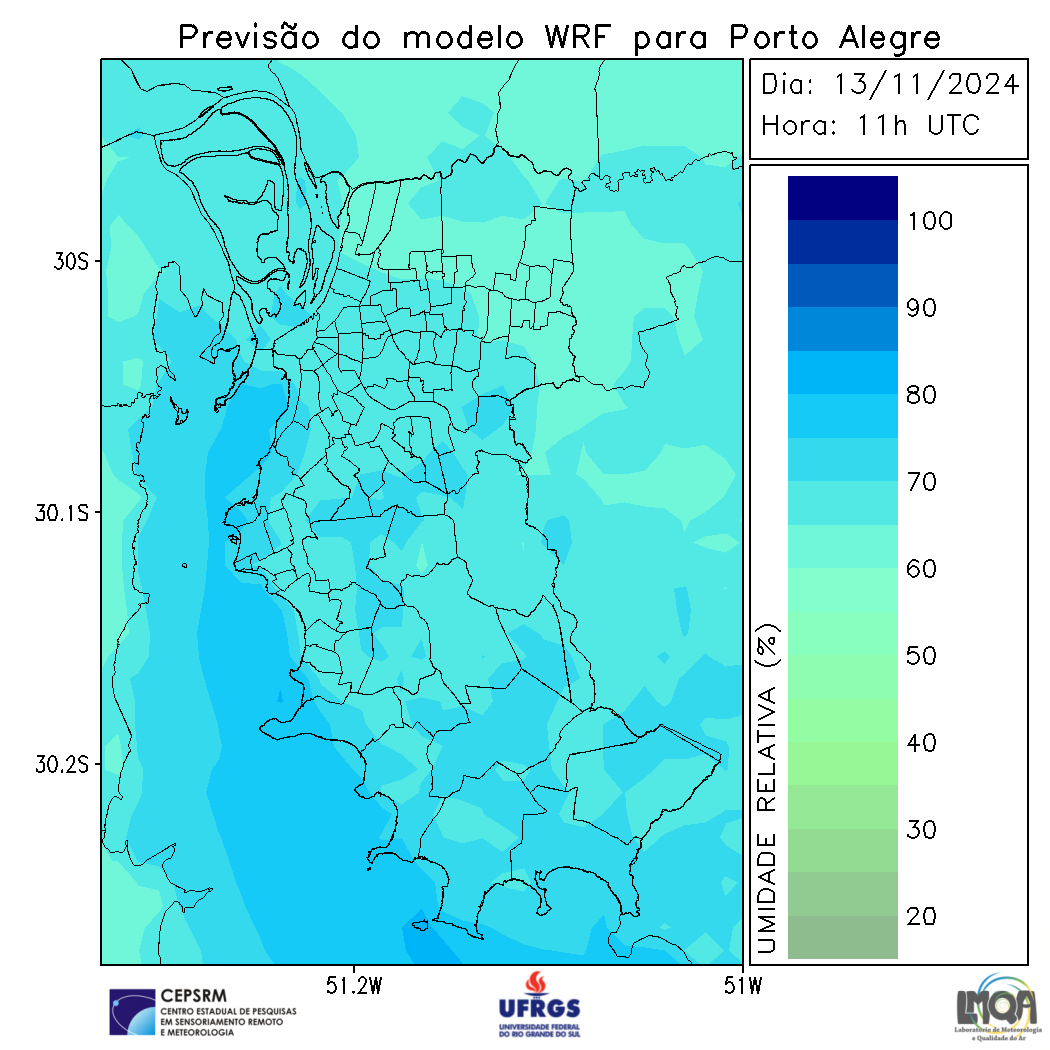 Previsão do modelo WRF para Porto Alegre
Dia: 13/11/2024
Hora: 11h UTC
30S
30.1S
30.2S
51.2W
51W
100
90
80
70
60
50
40
30
20
UMIDADE RELATIVA (%)
CEPSRM
CENTRO ESTADUAL DE PESQUISAS
EM SENSORIAMENTO REMOTO
E METEOROLOGIA
UFRGS
UNIVERSIDADE FEDERAL
DO RIO GRANDE DO SUL
LMQA
Laboratório de Meteorologia
e Qualidade do Ar